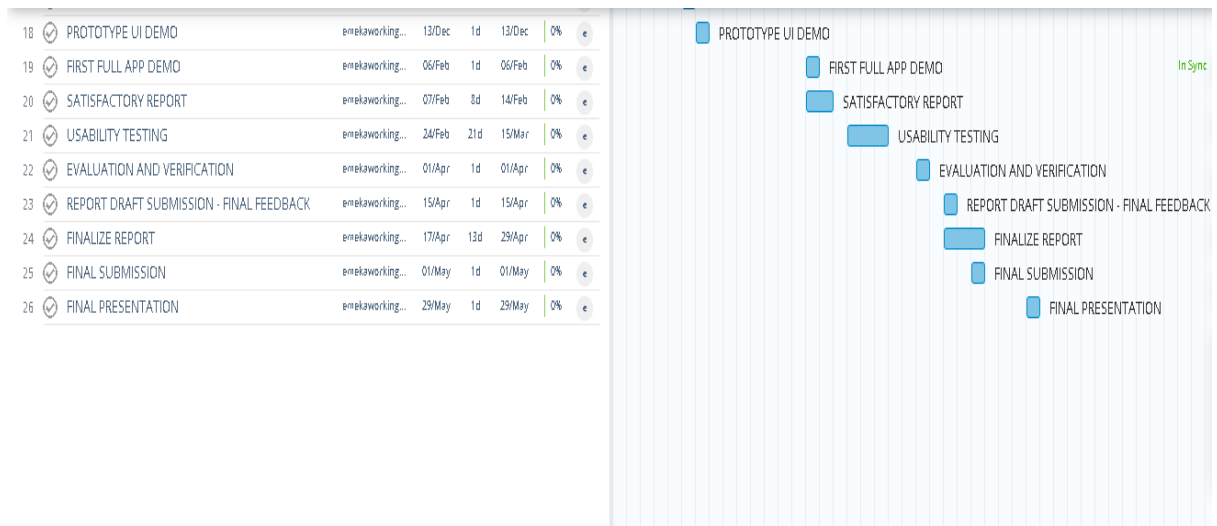 18 PROTOTYPE UI DEMO emekaworking... 13/Dec 1d 13/Dec 0% e
19 FIRST FULL APP DEMO emekaworking... 06/Feb 1d 06/Feb 0% e
20 SATISFACTORY REPORT emekaworking... 07/Feb 8d 14/Feb 0% e
21 USABILITY TESTING emekaworking... 24/Feb 21d 15/Mar 0% e
22 EVALUATION AND VERIFICATION emekaworking... 01/Apr 1d 01/Apr 0% e
23 REPORT DRAFT SUBMISSION - FINAL FEEDBACK emekaworking... 15/Apr 1d 15/Apr 0% e
24 FINALIZE REPORT emekaworking... 17/Apr 13d 29/Apr 0% e
25 FINAL SUBMISSION emekaworking... 01/May 1d 01/May 0% e
26 FINAL PRESENTATION emekaworking... 29/May 1d 29/May 0% e
PROTOTYPE UI DEMO
FIRST FULL APP DEMO In Sync
SATISFACTORY REPORT
USABILITY TESTING
EVALUATION AND VERIFICATION
REPORT DRAFT SUBMISSION - FINAL FEEDBACK
FINALIZE REPORT
FINAL SUBMISSION
FINAL PRESENTATION